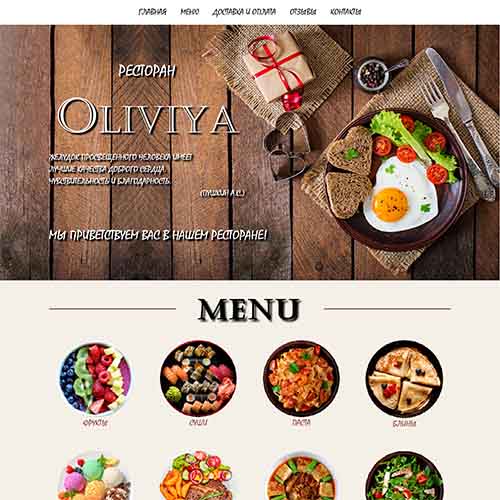 ГЛАВНАЯ МЕНЮ ДОСТАВКА И ОПЛАТА ОТЗЫВЫ КОНТАКТЫ
РЕСТОРАН
OLIVIYA
ЖЕЛУДОК ПРОСВЕЩЕННОГО ЧЕЛОВЕКА ИМЕЕТ
ЛУЧШИЕ КАЧЕСТВА ДОБРОГО СЕРДЦА:
ЧУВСТВИТЕЛЬНОСТЬ И БЛАГОДАРНОСТЬ.
(ПУШКИН А.С.)
МЫ ПРИВЕТСТВУЕМ ВАС В НАШЕМ РЕСТОРАНЕ!
MENU
ФРУКТЫ СУШИ ПАСТА БЛИНЫ